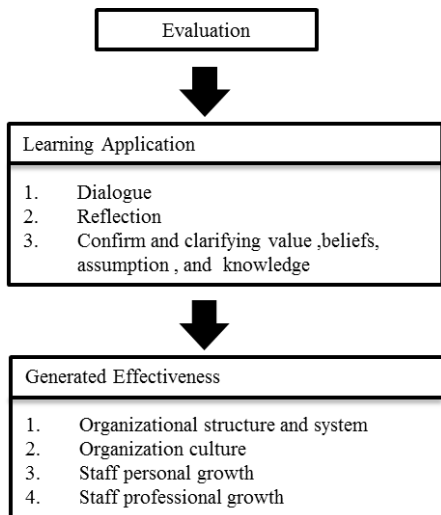 Evaluation
Learning Application
1. Dialogue
2. Reflection
3. Confirm and clarifying value ,beliefs,
assumption , and knowledge
Generated Effectiveness
1. Organizational structure and system
2. Organization culture
3. Staff personal growth
4. Staff professional growth